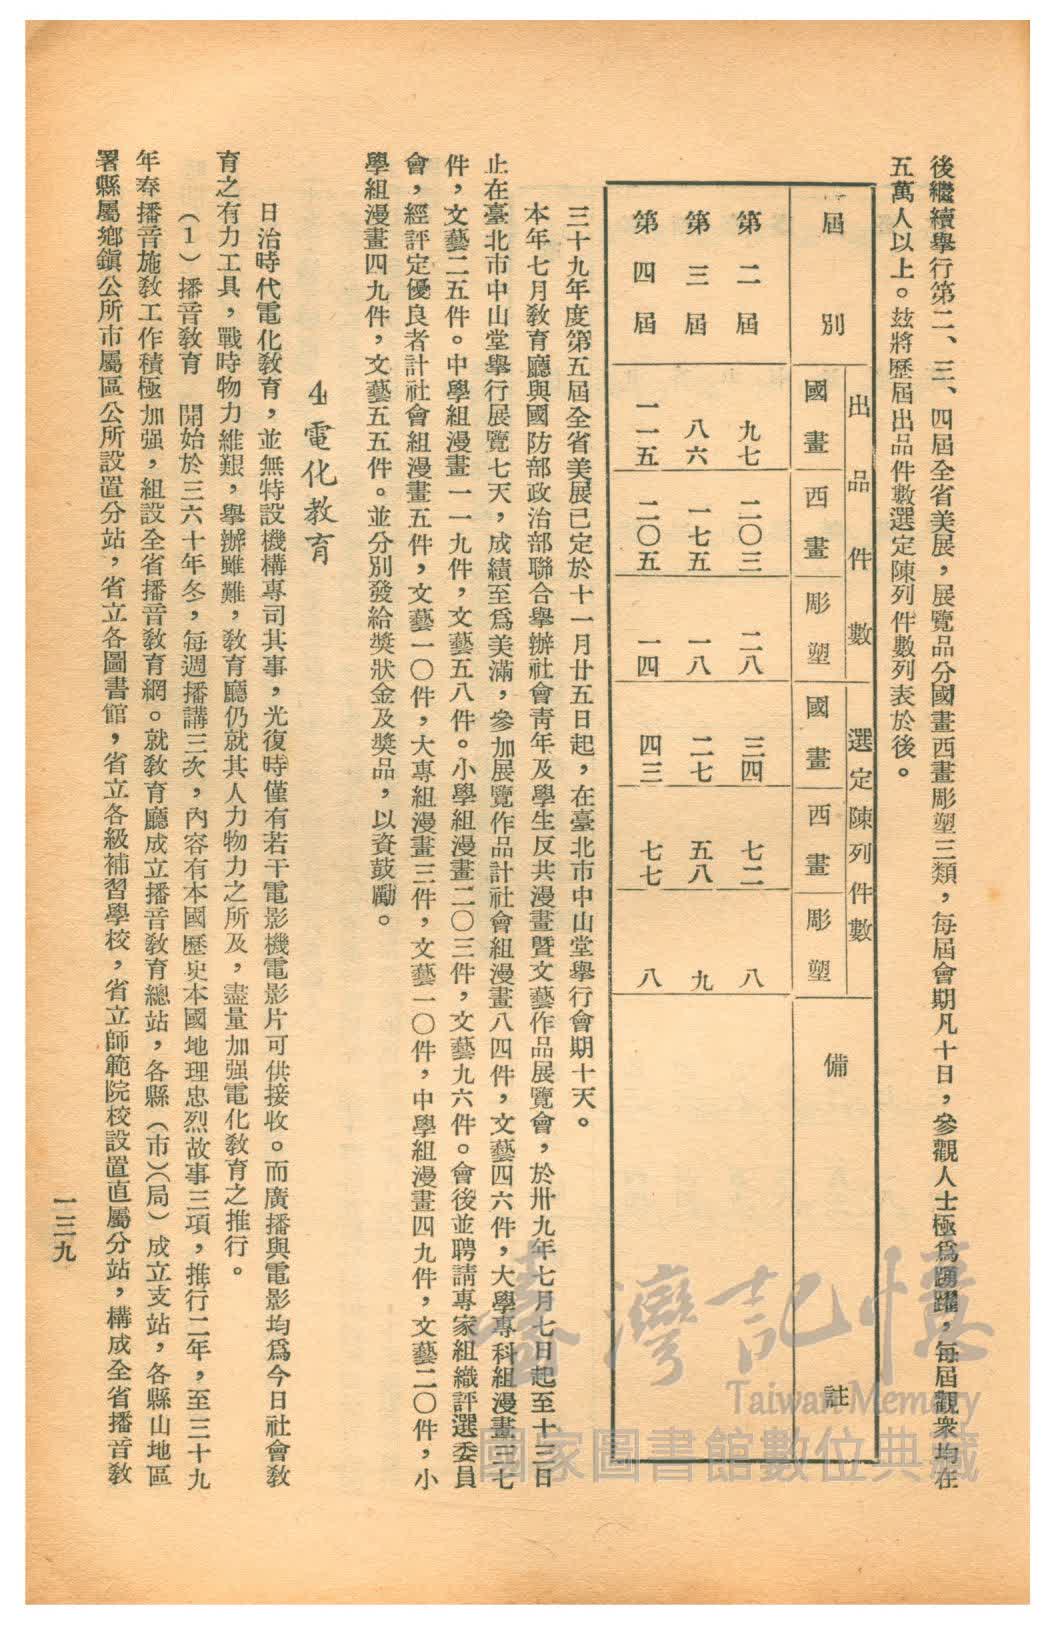 後繼續舉行第二、三、四屆全省美展，展覽品分國畫西畫彫塑三類，每屆會期凡十日，參觀人士極爲踴躍，每屆觀衆均在
五萬人以上。玆將歷屆出品件數選定陳列件數列表於後。
屆別 出品件數 選定陳列件數 備註
國畫 西畫 彫塑 國畫 西畫 彫塑
第二屆 九七 二〇三 二八 三四 七二 八
第三屆 八六 一七五 一八 二七 五八 九
第四屆 一一五 二〇五 一四 四三 七七 八
三十九年度第五屆全省美展已定於十一月廿五日起，在臺北市中山堂舉行會期十天。
本年七月敎育廳與國防部政治部聯合舉辦社會靑年及學生反共漫畫暨文藝作品展覽會，於卅九年七月七日起至十三日
止在臺北市中山堂舉行展覽七天，成績至爲美滿，參加展覽作品計社會組漫畫八四件，文藝四六件，大學專科組漫畫三七
件，文藝二五件。中學組漫畫一一九件，文藝五八件。小學組漫畫二〇三件，文藝九六件。會後並聘請專家組織評選委員
會，經評定優良者計社會組漫畫五件，文藝一〇件，大專組漫畫三件，文藝一〇件，中學組漫畫四九件，文藝二〇件，小
學組漫畫四九件，文藝五五件。並分別發給獎狀金及獎品，以資鼓勵。
4電化教育
日治時代電化敎育，並無特設機構專司其事，光復時僅有若干電影機電影片可供接收。而廣播與電影均爲今日社會敎
育之有力工具，戰時物力維艱，舉辦雖難，敎育廳仍就其人力物力之所及，盡量加强電化敎育之推行。
（1）播音敎育　開始於三六十年冬，每週播講三次，內容有本國歷史本國地理忠烈故事三項，推行二年，至三十九
年奉播音施敎工作積極加强，組設全省播音敎育網。就敎育廳成立播音敎育總站，各縣（市）（局）成立支站，各縣山地區
署縣屬鄉鎭公所市屬區公所設置分站，省立各圖書館，省立各級補習學校，省立師範院校設置直屬分站，構成全省播音敎
一三九
臺灣記憶
Taiwan Memory
國家圖書館數位典藏